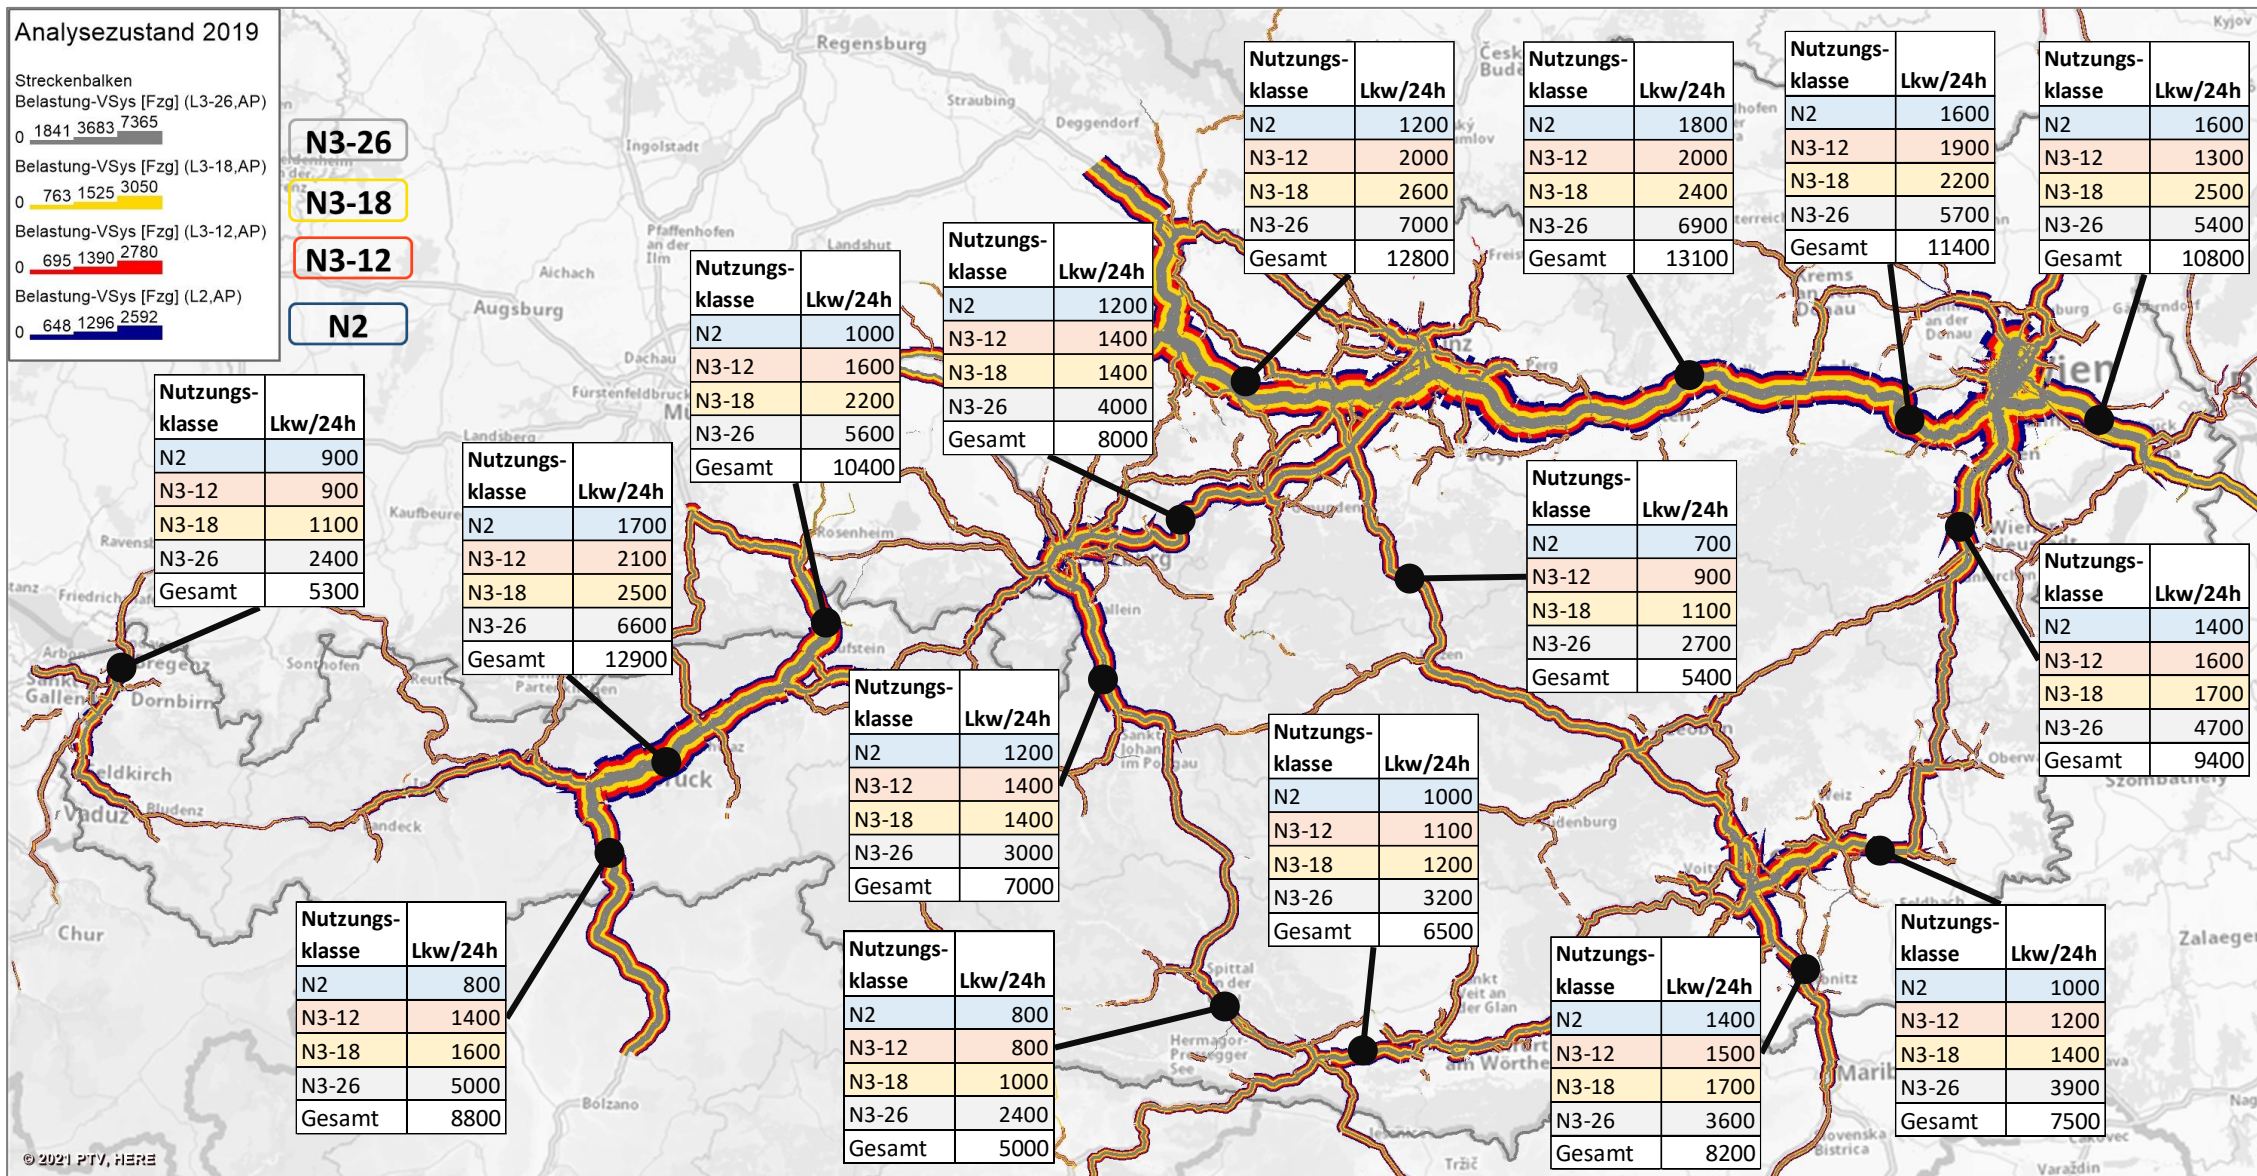 Analysezustand 2019
Streckenbalken
Belastung-VSys [Fzg] (L3-26,AP)
0 1841 3683 7365
Belastung-VSys [Fzg] (L3-18,AP)
0 763 1525 3050
Belastung-VSys [Fzg] (L3-12,AP)
0 695 1390 2780
Belastung-VSys [Fzg] (L2,AP)
0 648 1296 2592
N3-26
N3-18
N3-12
N2
Nutzungs-
klasse Lkw/24h
N2 1200
N3-12 2000
N3-18 2600
N3-26 7000
Gesamt 12800
Nutzungs-
klasse Lkw/24h
N2 1800
N3-12 2000
N3-18 2400
N3-26 6900
Gesamt 13100
Nutzungs-
klasse Lkw/24h
N2 1600
N3-12 1900
N3-18 2200
N3-26 5700
Gesamt 11400
Nutzungs-
klasse Lkw/24h
N2 1600
N3-12 1300
N3-18 2500
N3-26 5400
Gesamt 10800
Nutzungs-
klasse Lkw/24h
N2 1000
N3-12 1600
N3-18 2200
N3-26 5600
Gesamt 10400
Nutzungs-
klasse Lkw/24h
N2 1200
N3-12 1400
N3-18 1400
N3-26 4000
Gesamt 8000
Nutzungs-
klasse Lkw/24h
N2 900
N3-12 900
N3-18 1100
N3-26 2400
Gesamt 5300
Nutzungs-
klasse Lkw/24h
N2 1700
N3-12 2100
N3-18 2500
N3-26 6600
Gesamt 12900
Nutzungs-
klasse Lkw/24h
N2 700
N3-12 900
N3-18 1100
N3-26 2700
Gesamt 5400
Nutzungs-
klasse Lkw/24h
N2 1400
N3-12 1600
N3-18 1700
N3-26 4700
Gesamt 9400
Nutzungs-
klasse Lkw/24h
N2 1200
N3-12 1400
N3-18 1400
N3-26 3000
Gesamt 7000
Nutzungs-
klasse Lkw/24h
N2 1000
N3-12 1100
N3-18 1200
N3-26 3200
Gesamt 6500
Nutzungs-
klasse Lkw/24h
N2 800
N3-12 1400
N3-18 1600
N3-26 5000
Gesamt 8800
Nutzungs-
klasse Lkw/24h
N2 800
N3-12 800
N3-18 1000
N3-26 2400
Gesamt 5000
Nutzungs-
klasse Lkw/24h
N2 1400
N3-12 1500
N3-18 1700
N3-26 3600
Gesamt 8200
Nutzungs-
klasse Lkw/24h
N2 1000
N3-12 1200
N3-18 1400
N3-26 3900
Gesamt 7500
Regensburg
Straubing
Deggendorf
Ingolstadt
Pfaffenhofen
an der
Ilm
Landshut
Aichach
Augsburg
Dachau
Fürstenfeldbruck
Landsberg
Rosenheim
Sonthofen
Dornbirn
Vaduz
Bludenz
Landeck
Chur
Bolzano
Spittal
Hermagor-
See
Judenburg
Weiz
Krems
Donau
Perg
Szombathely
Tržič
Bistrica
Varaždin
© 2021 PTV, HERE